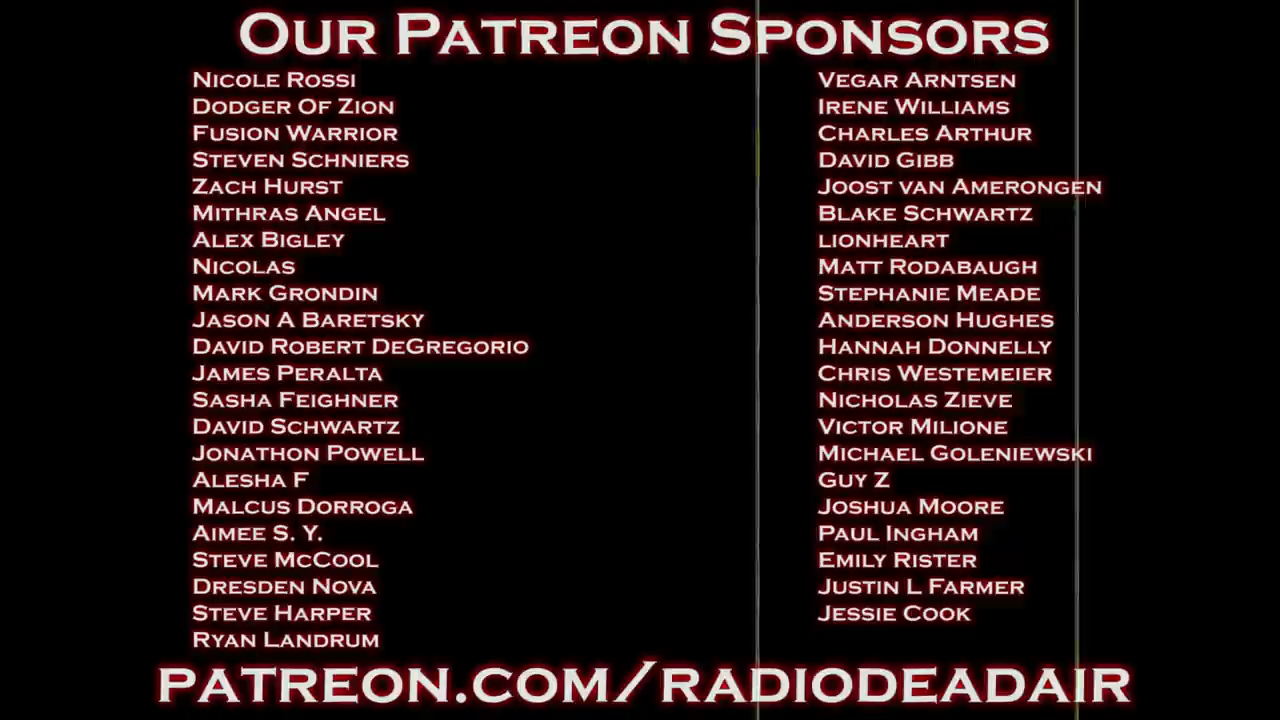 Our Patreon Sponsors
Nicole Rossi
Dodger Of Zion
Fusion Warrior
Steven Schniers
Zach Hurst
Mithras Angel
Alex Bigley
Nicolas
Mark Grondin
Jason A Baretsky
David Robert DeGregorio
James Peralta
Sasha Feighner
David Schwartz
Jonathon Powell
Alesha F
Malcus Dorroga
Aimee S. Y.
Steve McCool
Dresden Nova
Steve Harper
Ryan Landrum
Vegar Arntsen
Irene Williams
Charles Arthur
David Gibb
Joost van Amerongen
Blake Schwartz
lionheart
Matt Rodabaugh
Stephanie Meade
Anderson Hughes
Hannah Donnelly
Chris Westemeier
Nicholas Zieve
Victor Milione
Michael Goleniewski
Guy Z
Joshua Moore
Paul Ingham
Emily Rister
Justin L Farmer
Jessie Cook
patreon.com/radiodeadair